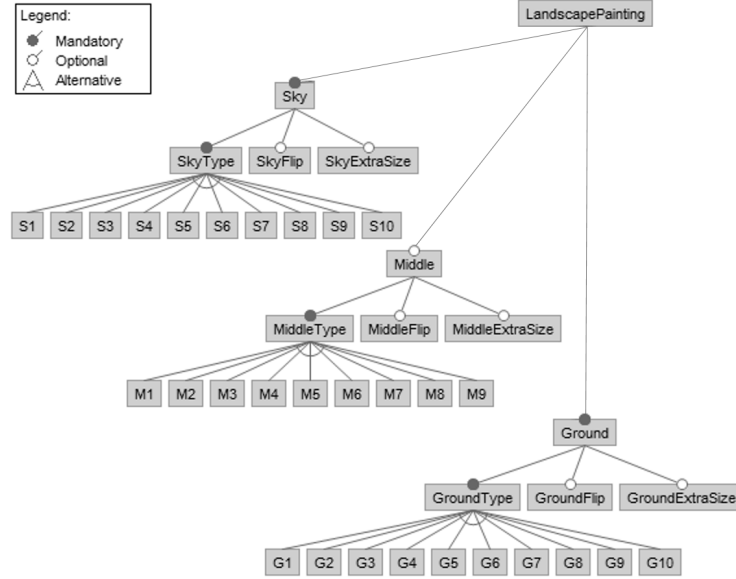 Legend:
Mandatory
Optional
Alternative
LandscapePainting
Sky
SkyType SkyFlip SkyExtraSize
S1 S2 S3 S4 S5 S6 S7 S8 S9 S10
Middle
MiddleType MiddleFlip MiddleExtraSize
M1 M2 M3 M4 M5 M6 M7 M8 M9
Ground
GroundType GroundFlip GroundExtraSize
G1 G2 G3 G4 G5 G6 G7 G8 G9 G10